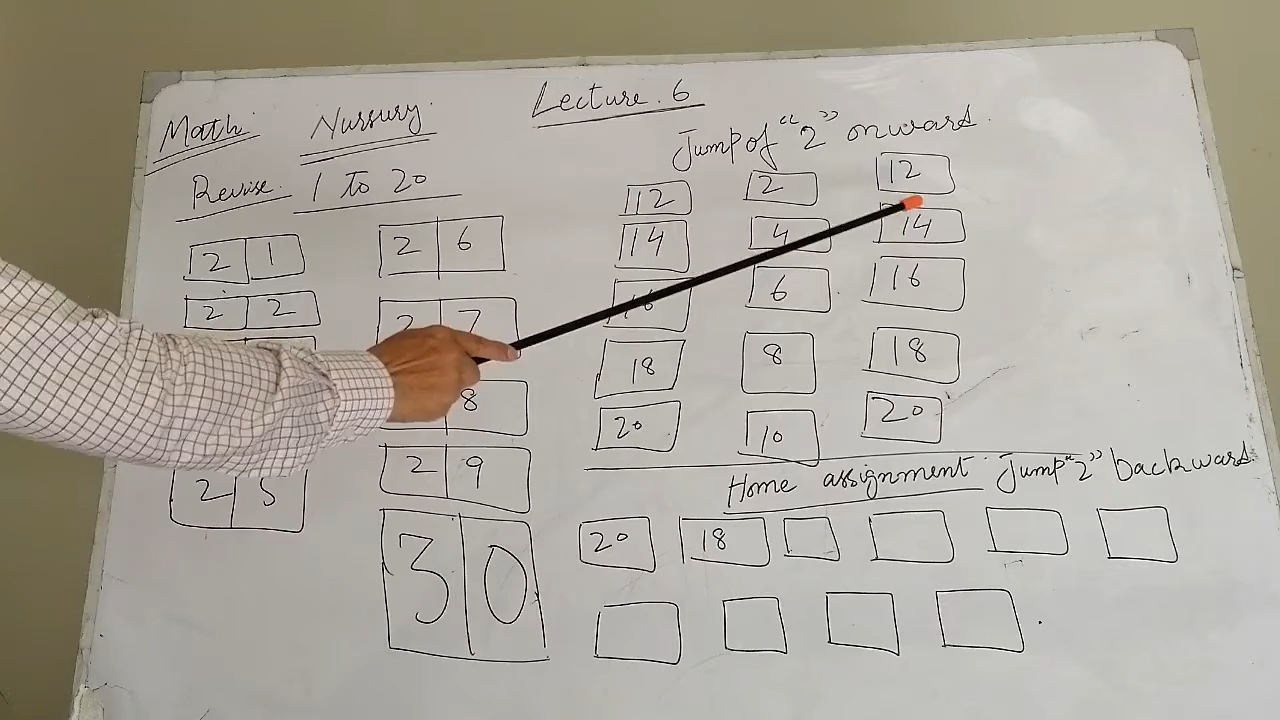 Lecture. 6
Math. Nursury.
Jump of "2" onward.
Revise. 1 to 20
2 1
2 2
2 5
2 6
2 7
8
2 9
3 0
12 2 12
14 4 14
16 6 16
18 8 18
20 10 20
Home assignment. Jump "2" backward.
20 18